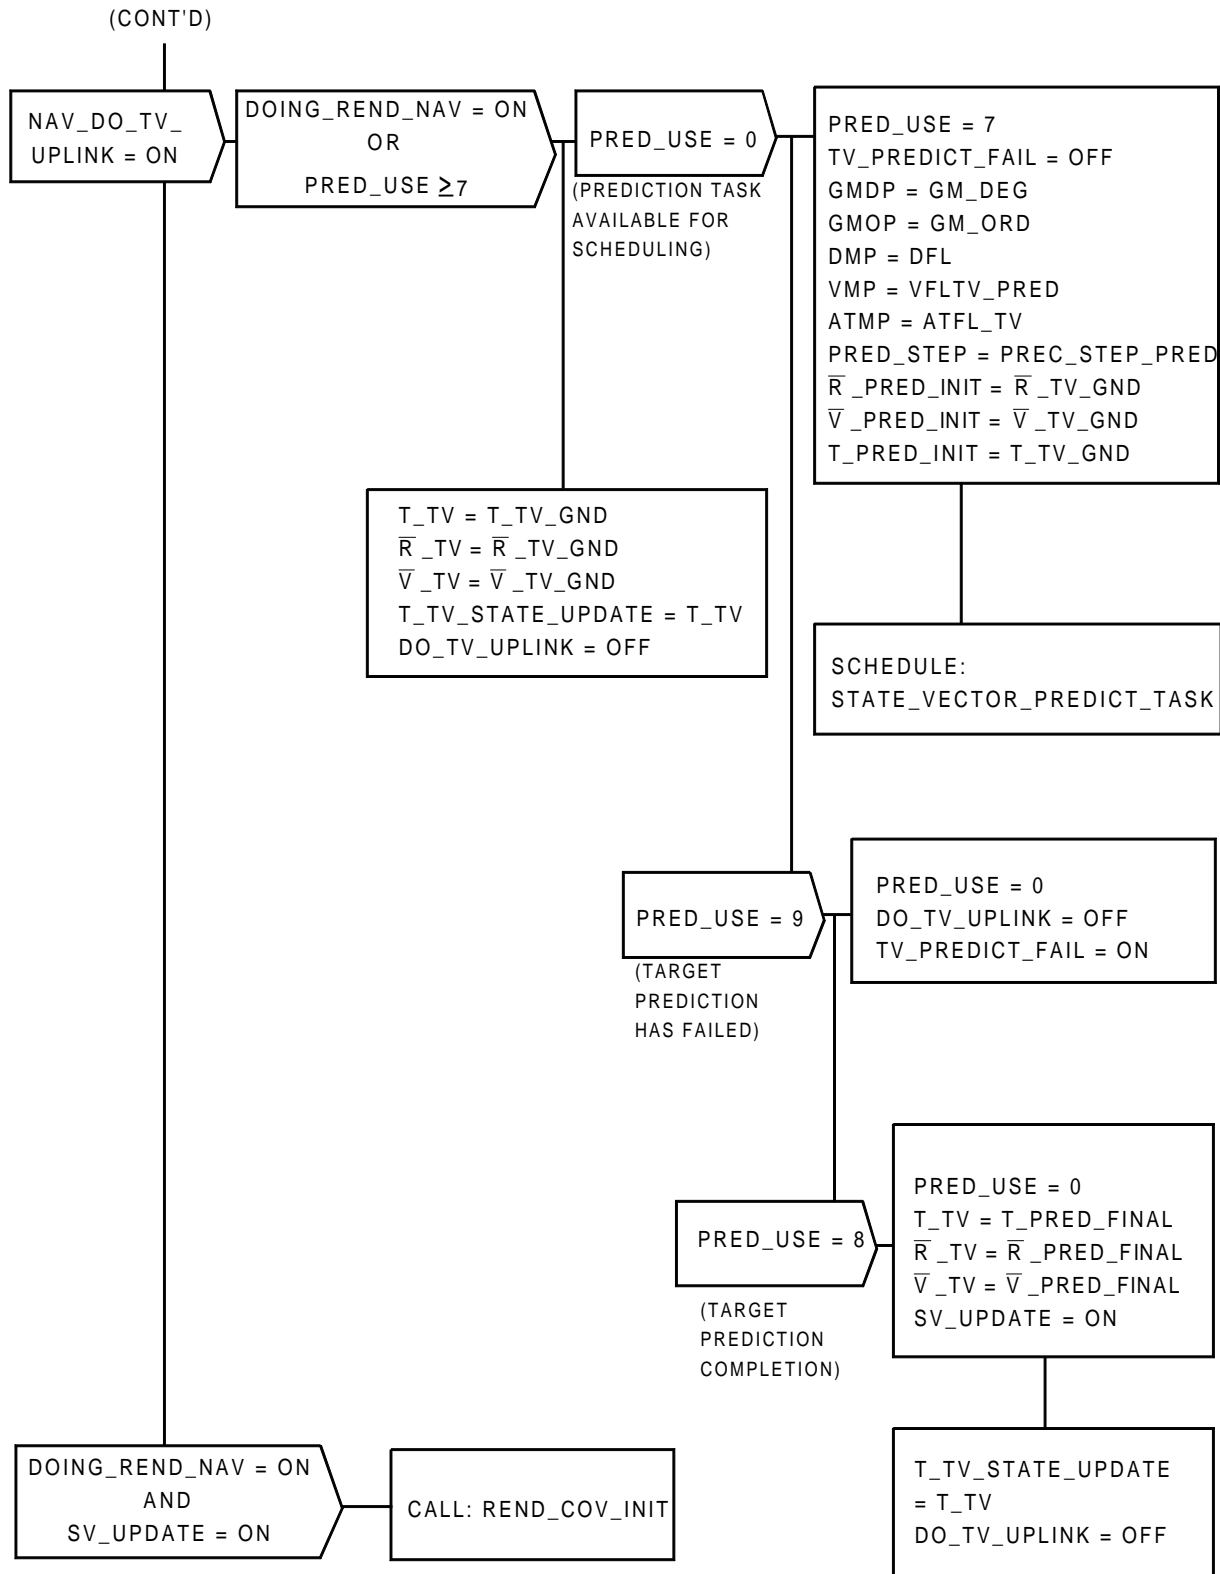 (CONT'D)
NAV_DO_TV_
UPLINK = ON
DOING_REND_NAV = ON
OR
PRED_USE ≥7
PRED_USE = 0
(PREDICTION TASK
AVAILABLE FOR
SCHEDULING)
PRED_USE = 7
TV_PREDICT_FAIL = OFF
GMDP = GM_DEG
GMOP = GM_ORD
DMP = DFL
VMP = VFLTV_PRED
ATMP = ATFL_TV
PRED_STEP = PREC_STEP_PRED
R̅ _PRED_INIT = R̅ _TV_GND
V̅ _PRED_INIT = V̅ _TV_GND
T_PRED_INIT = T_TV_GND
T_TV = T_TV_GND
R̅ _TV = R̅ _TV_GND
V̅ _TV = V̅ _TV_GND
T_TV_STATE_UPDATE = T_TV
DO_TV_UPLINK = OFF
SCHEDULE:
STATE_VECTOR_PREDICT_TASK
PRED_USE = 9
(TARGET
PREDICTION
HAS FAILED)
PRED_USE = 0
DO_TV_UPLINK = OFF
TV_PREDICT_FAIL = ON
PRED_USE = 8
(TARGET
PREDICTION
COMPLETION)
PRED_USE = 0
T_TV = T_PRED_FINAL
R̅ _TV = R̅ _PRED_FINAL
V̅ _TV = V̅ _PRED_FINAL
SV_UPDATE = ON
T_TV_STATE_UPDATE
= T_TV
DO_TV_UPLINK = OFF
DOING_REND_NAV = ON
AND
SV_UPDATE = ON
CALL: REND_COV_INIT